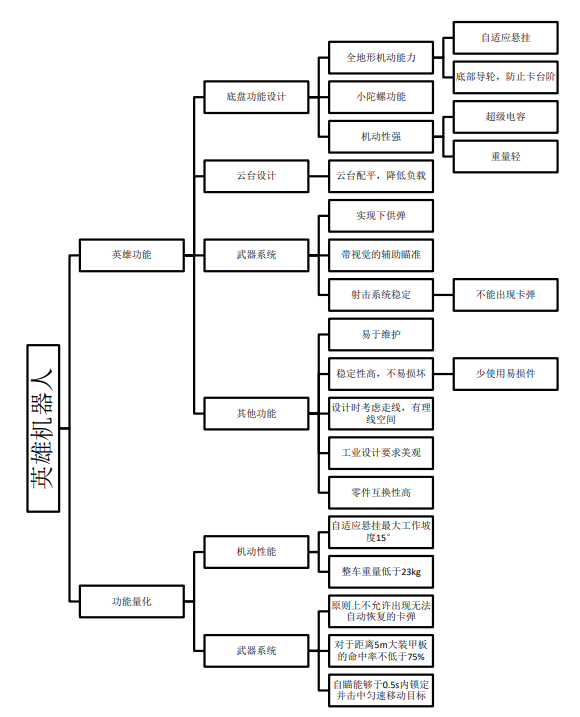 英雄机器人
英雄功能
底盘功能设计
全地形机动能力
自适应悬挂
底部导轮，防止卡台阶
小陀螺功能
机动性强
超级电容
重量轻
云台设计
云台配平，降低负载
武器系统
实现下供弹
带视觉的辅助瞄准
射击系统稳定
不能出现卡弹
其他功能
易于维护
稳定性高，不易损坏
少使用易损件
设计时考虑走线，有理
线空间
工业设计要求美观
零件互换性高
功能量化
机动性能
自适应悬挂最大工作坡
度15°
整车重量低于23kg
武器系统
原则上不允许出现无法
自动恢复的卡弹
对于距离5m大装甲板
的命中率不低于75%
自瞄能够于0.5s内锁定
并击中匀速移动目标